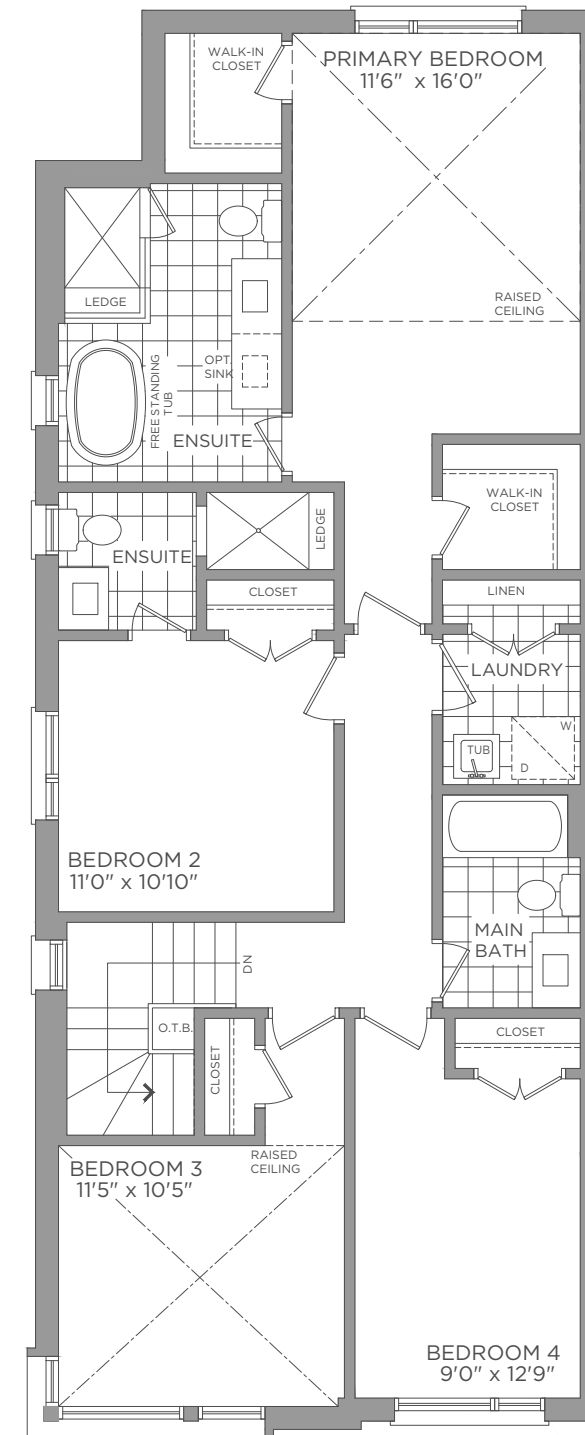 WALK-IN
CLOSET
PRIMARY BEDROOM
11'6" x 16'0"
RAISED
CEILING
LEDGE
OPT.
SINK
FREE STANDING
TUB
ENSUITE
WALK-IN
CLOSET
ENSUITE
LEDGE
CLOSET
LINEN
LAUNDRY
W
TUB
D
BEDROOM 2
11'0" x 10'10"
MAIN
BATH
DN
O.T.B.
CLOSET
CLOSET
RAISED
CEILING
BEDROOM 3
11'5" x 10'5"
BEDROOM 4
9'0" x 12'9"